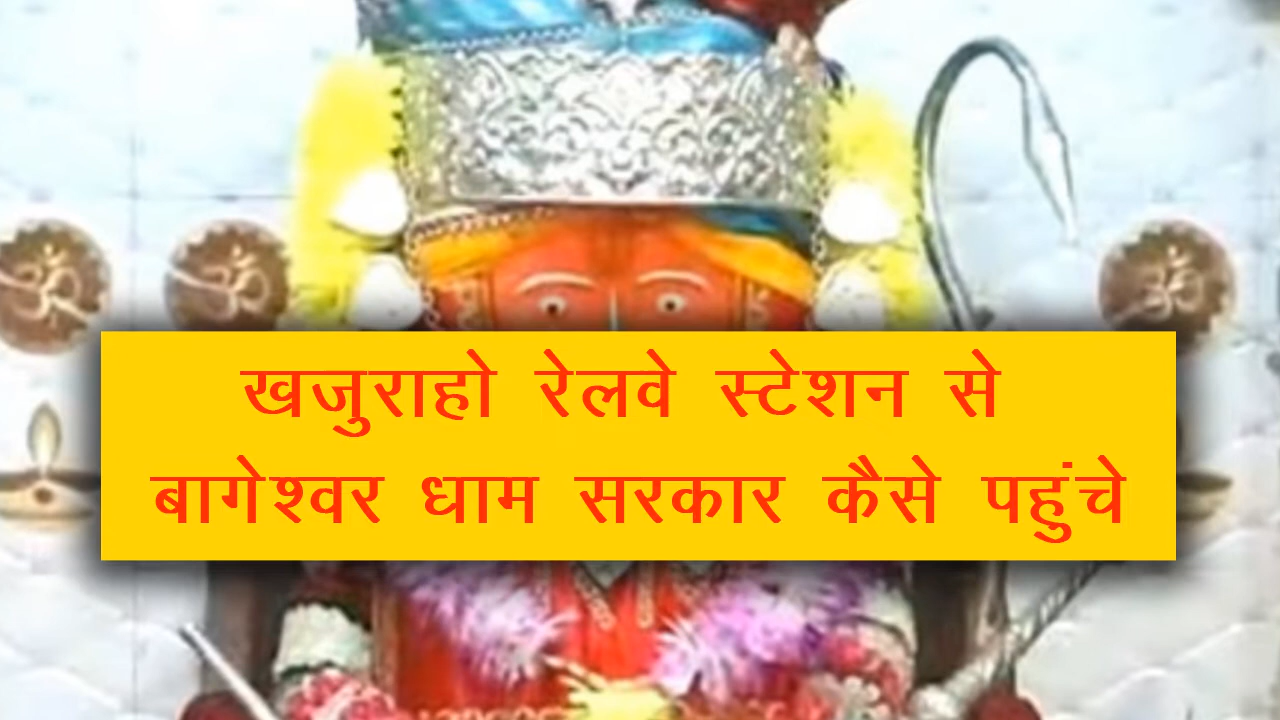 खजुराहो रेलवे स्टेशन से
बागेश्वर धाम सरकार कैसे पहुंचे
ॐ
ॐ
ॐ